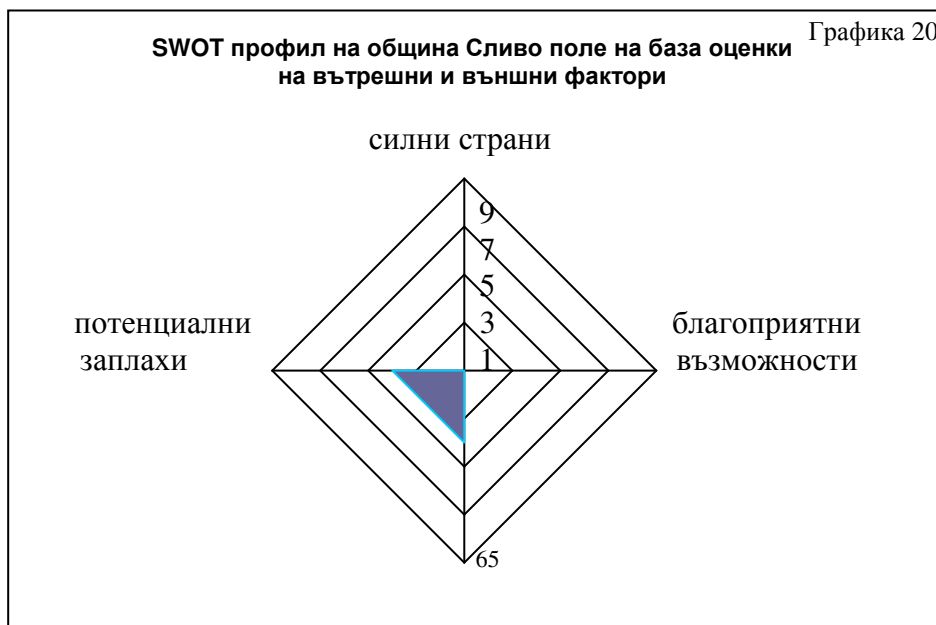 Графика 20
SWOT профил на община Сливо поле на база оценки
на вътрешни и външни фактори
силни страни
9
7
5
3
1
потенциални
заплахи
благоприятни
възможности
65